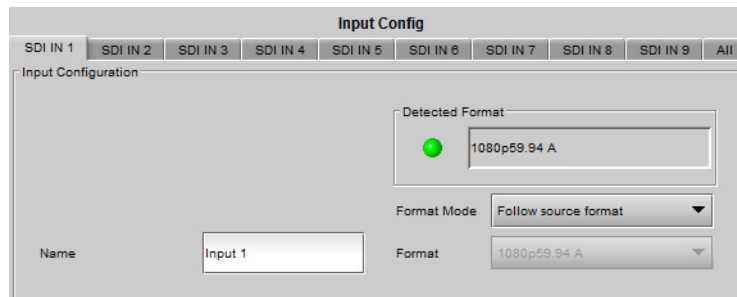 Input Config
SDI IN 1 SDI IN 2 SDI IN 3 SDI IN 4 SDI IN 5 SDI IN 6 SDI IN 7 SDI IN 8 SDI IN 9 All
Input Configuration
Detected Format
1080p59.94 A
Format Mode Follow source format
Name Input 1 Format 1080p59.94 A